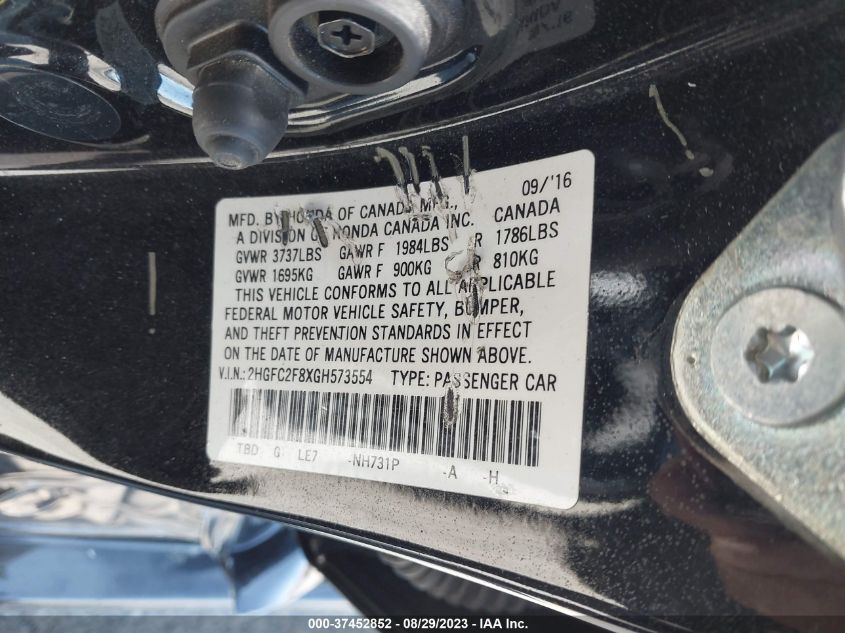 09/'16
MFD. BY HONDA OF CANADA MFG.,
A DIVISION OF HONDA CANADA INC. CANADA
GVWR 3737LBS GAWR F 1984LBS R 1786LBS
GVWR 1695KG GAWR F 900KG R 810KG
THIS VEHICLE CONFORMS TO ALL APPLICABLE
FEDERAL MOTOR VEHICLE SAFETY, BUMPER,
AND THEFT PREVENTION STANDARDS IN EFFECT
ON THE DATE OF MANUFACTURE SHOWN ABOVE.
V.I.N.: 2HGFC2F8XGH573554 TYPE: PASSENGER CAR
TBD G LE7 -NH731P -A -H
000-37452852 - 08/29/2023 - IAA Inc.